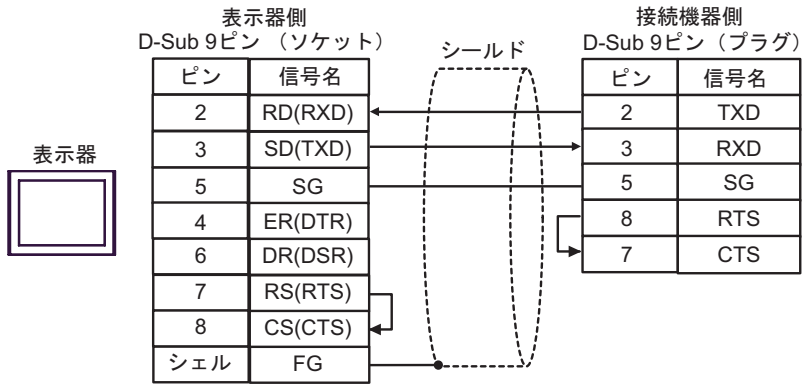 表示器側
D-Sub 9ピン （ソケット）
ピン 信号名
2 RD(RXD)
3 SD(TXD)
5 SG
4 ER(DTR)
6 DR(DSR)
7 RS(RTS)
8 CS(CTS)
シェル FG
表示器
シールド
接続機器側
D-Sub 9ピン（プラグ）
ピン 信号名
2 TXD
3 RXD
5 SG
8 RTS
7 CTS